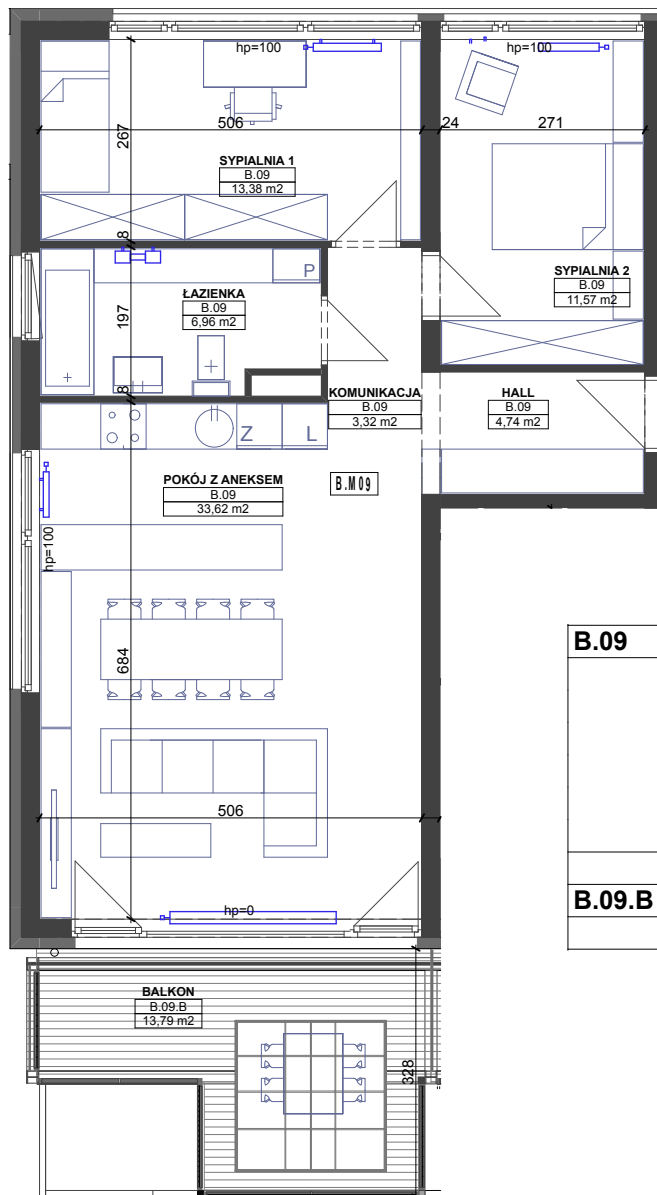 hp=100
hp=100
506
24
271
267
SYPIALNIA 1
B.09
13,38 m2
8
SYPIALNIA 2
B.09
11,57 m2
P
ŁAZIENKA
B.09
6,96 m2
197
8
KOMUNIKACJA
B.09
3,32 m2
HALL
B.09
4,74 m2
Z
L
POKÓJ Z ANEKSEM
B.09
33,62 m2
B.M09
hp=100
684
B.09
506
B.09.B
hp=0
BALKON
B.09.B
13,79 m2
328